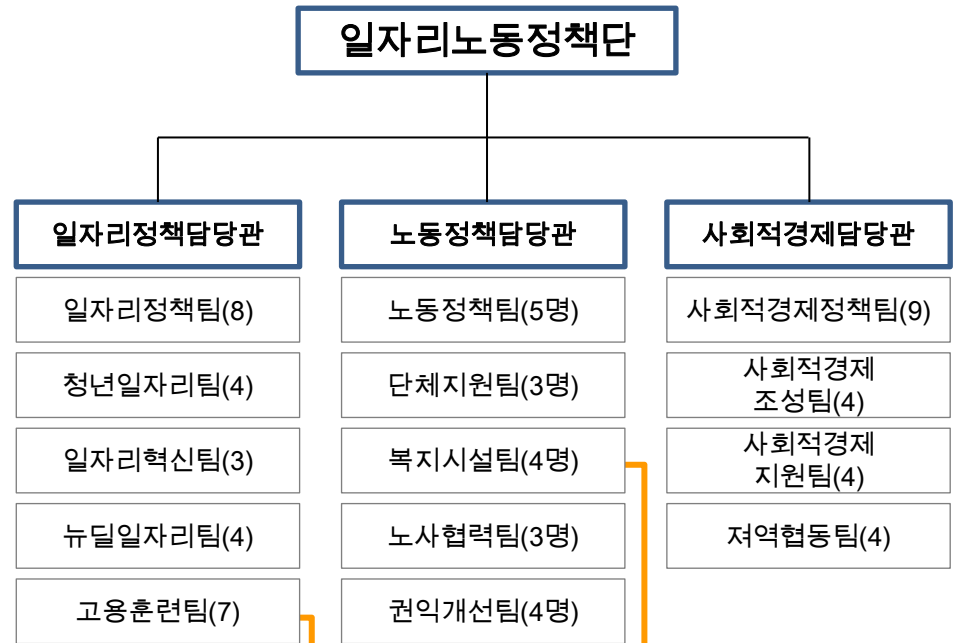 일자리노동정책단
일자리정책담당관
일자리정책팀(8)
청년일자리팀(4)
일자리혁신팀(3)
뉴딜일자리팀(4)
고용훈련팀(7)
노동정책담당관
노동정책팀(5명)
단체지원팀(3명)
복지시설팀(4명)
노사협력팀(3명)
권익개선팀(4명)
사회적경제담당관
사회적경제정책팀(9)
사회적경제
조성팀(4)
사회적경제
지원팀(4)
져역협동팀(4)